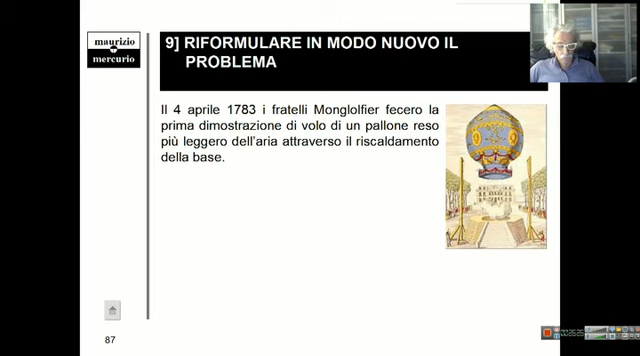 maurizio
mercurio
9] RIFORMULARE IN MODO NUOVO IL
PROBLEMA
Il 4 aprile 1783 i fratelli Monglolfier fecero la
prima dimostrazione di volo di un pallone reso
più leggero dell'aria attraverso il riscaldamento
della base.
87